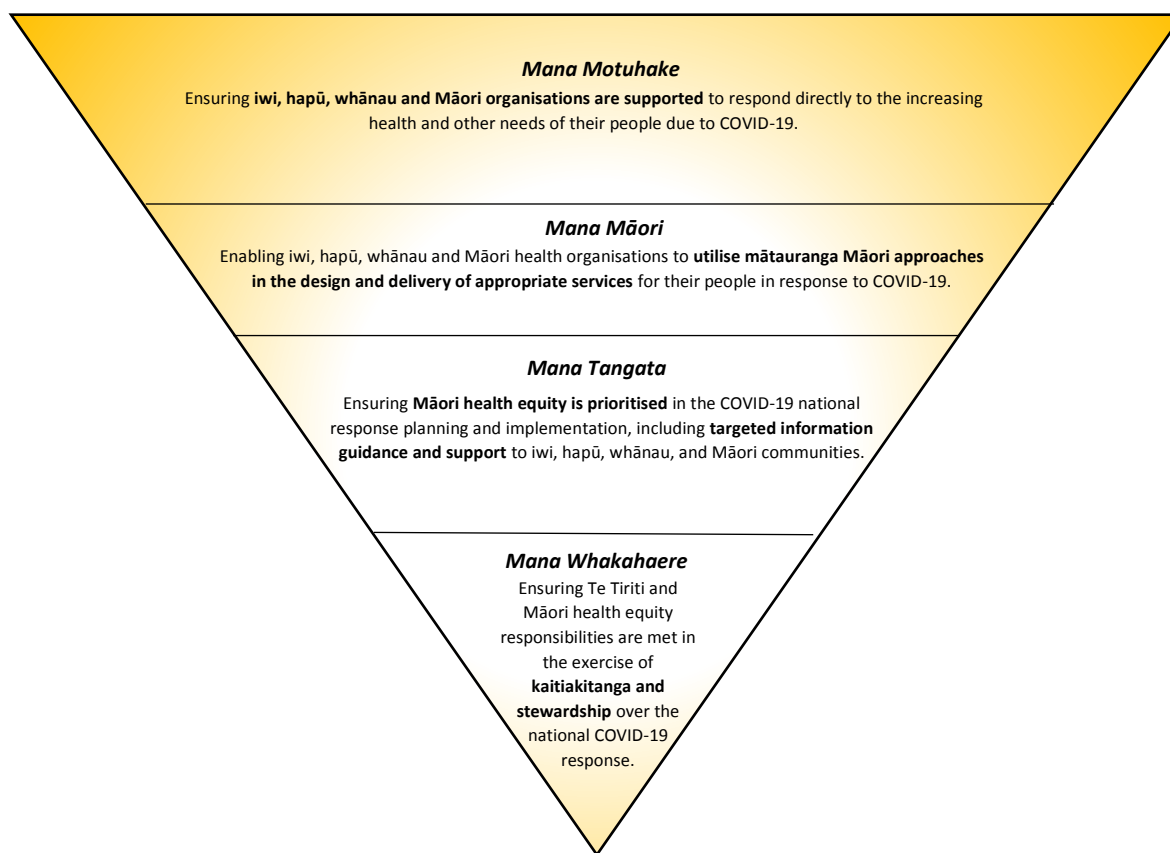 Mana Motuhake
Ensuring iwi, hapū, whānau and Māori organisations are supported to respond directly to the increasing
health and other needs of their people due to COVID-19.
Mana Māori
Enabling iwi, hapū, whānau and Māori health organisations to utilise mātauranga Māori approaches
in the design and delivery of appropriate services for their people in response to COVID-19.
Mana Tangata
Ensuring Māori health equity is prioritised in the COVID-19 national
response planning and implementation, including targeted information
guidance and support to iwi, hapū, whānau, and Māori communities.
Mana Whakahaere
Ensuring Te Tiriti and
Māori health equity
responsibilities are met in
the exercise of
kaitiakitanga and
stewardship over the
national COVID-19
response.